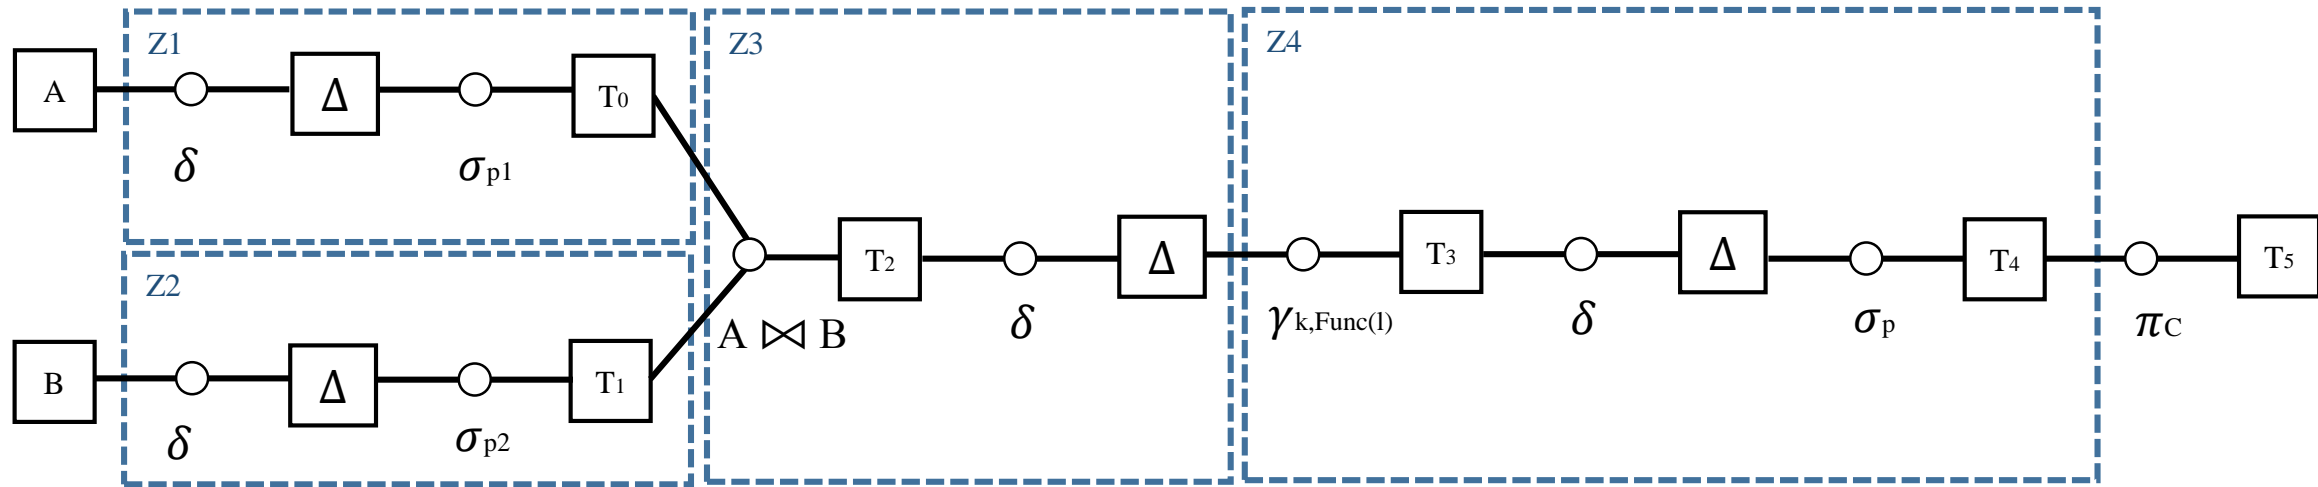 Z1
A
Δ
T0
δ
σp1
Z2
B
Δ
T1
δ
σp2
Z3
A ⋈ B
T2
δ
Δ
Z4
γk,Func(l)
T3
δ
Δ
σp
T4
πC
T5